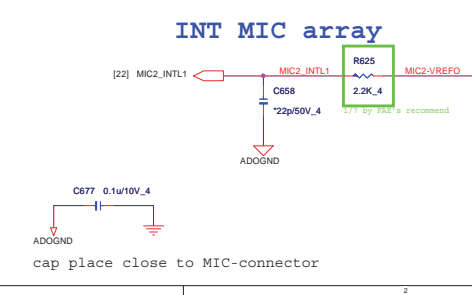 INT MIC array
R625
[22] MIC2_INTL1 MIC2_INTL1 MIC2-VREFO
C658 2.2K_4
*22p/50V_4 1/7 by FAE's recommend
ADOGND
C677 0.1u/10V_4
ADOGND
cap place close to MIC-connector
2